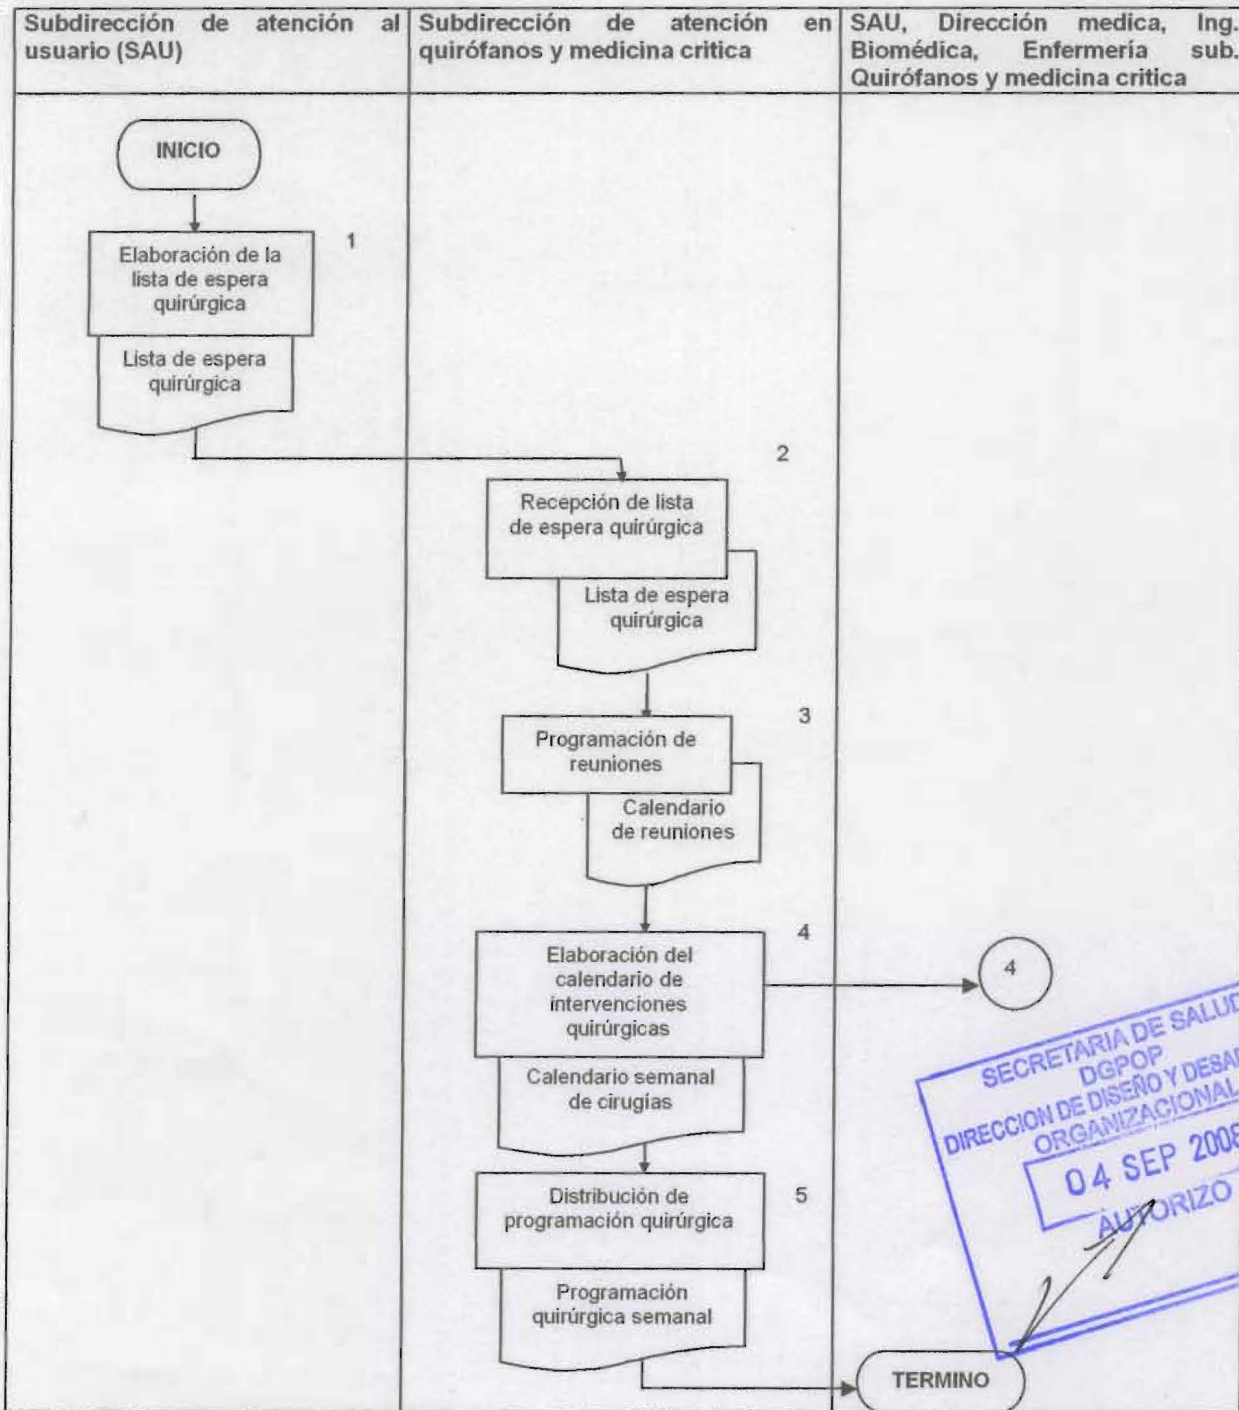 Subdirección de atención al
usuario (SAU)
Subdirección de atención en
quirófanos y medicina critica
SAU, Dirección medica, Ing.
Biomédica, Enfermería sub.
Quirófanos y medicina critica
INICIO
1
Elaboración de la
lista de espera
quirúrgica
Lista de espera
quirúrgica
2
Recepción de lista
de espera quirúrgica
Lista de espera
quirúrgica
3
Programación de
reuniones
Calendario
de reuniones
4
Elaboración del
calendario de
intervenciones
quirúrgicas
4
Calendario semanal
de cirugías
5
Distribución de
programación quirúrgica
Programación
quirúrgica semanal
TERMINO
SECRETARIA DE SALUD
DGPOP
DIRECCION DE DISEÑO Y DESAR
ORGANIZACIONAL
04 SEP 2008
AUTORIZO